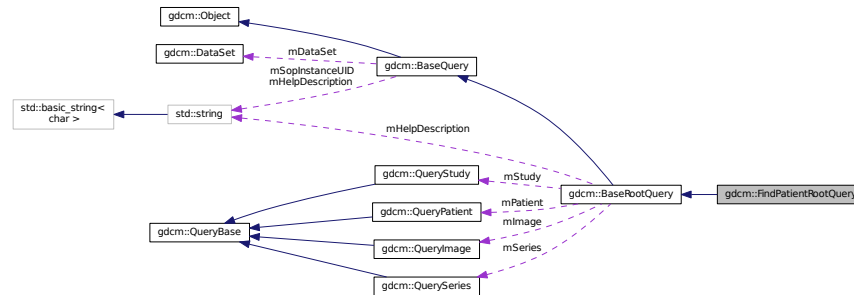 gdcm::Object
gdcm::DataSet
mDataSet
gdcm::BaseQuery
mSopInstanceUID
mHelpDescription
std::basic_string<
char >
std::string
mHelpDescription
gdcm::QueryStudy
mStudy
gdcm::BaseRootQuery
gdcm::FindPatientRootQuery
gdcm::QueryPatient
mPatient
mImage
gdcm::QueryBase
gdcm::QueryImage
mSeries
gdcm::QuerySeries